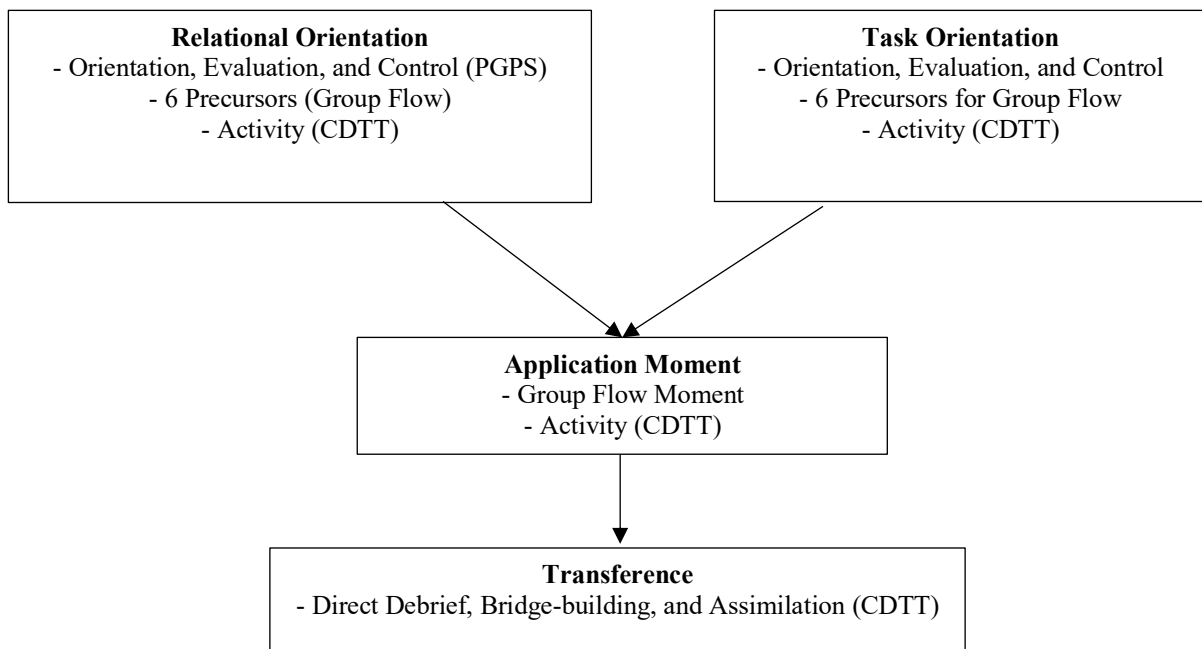 Relational Orientation
- Orientation, Evaluation, and Control (PGPS)
- 6 Precursors (Group Flow)
- Activity (CDTT)
Task Orientation
- Orientation, Evaluation, and Control
- 6 Precursors for Group Flow
- Activity (CDTT)
Application Moment
- Group Flow Moment
- Activity (CDTT)
Transference
- Direct Debrief, Bridge-building, and Assimilation (CDTT)